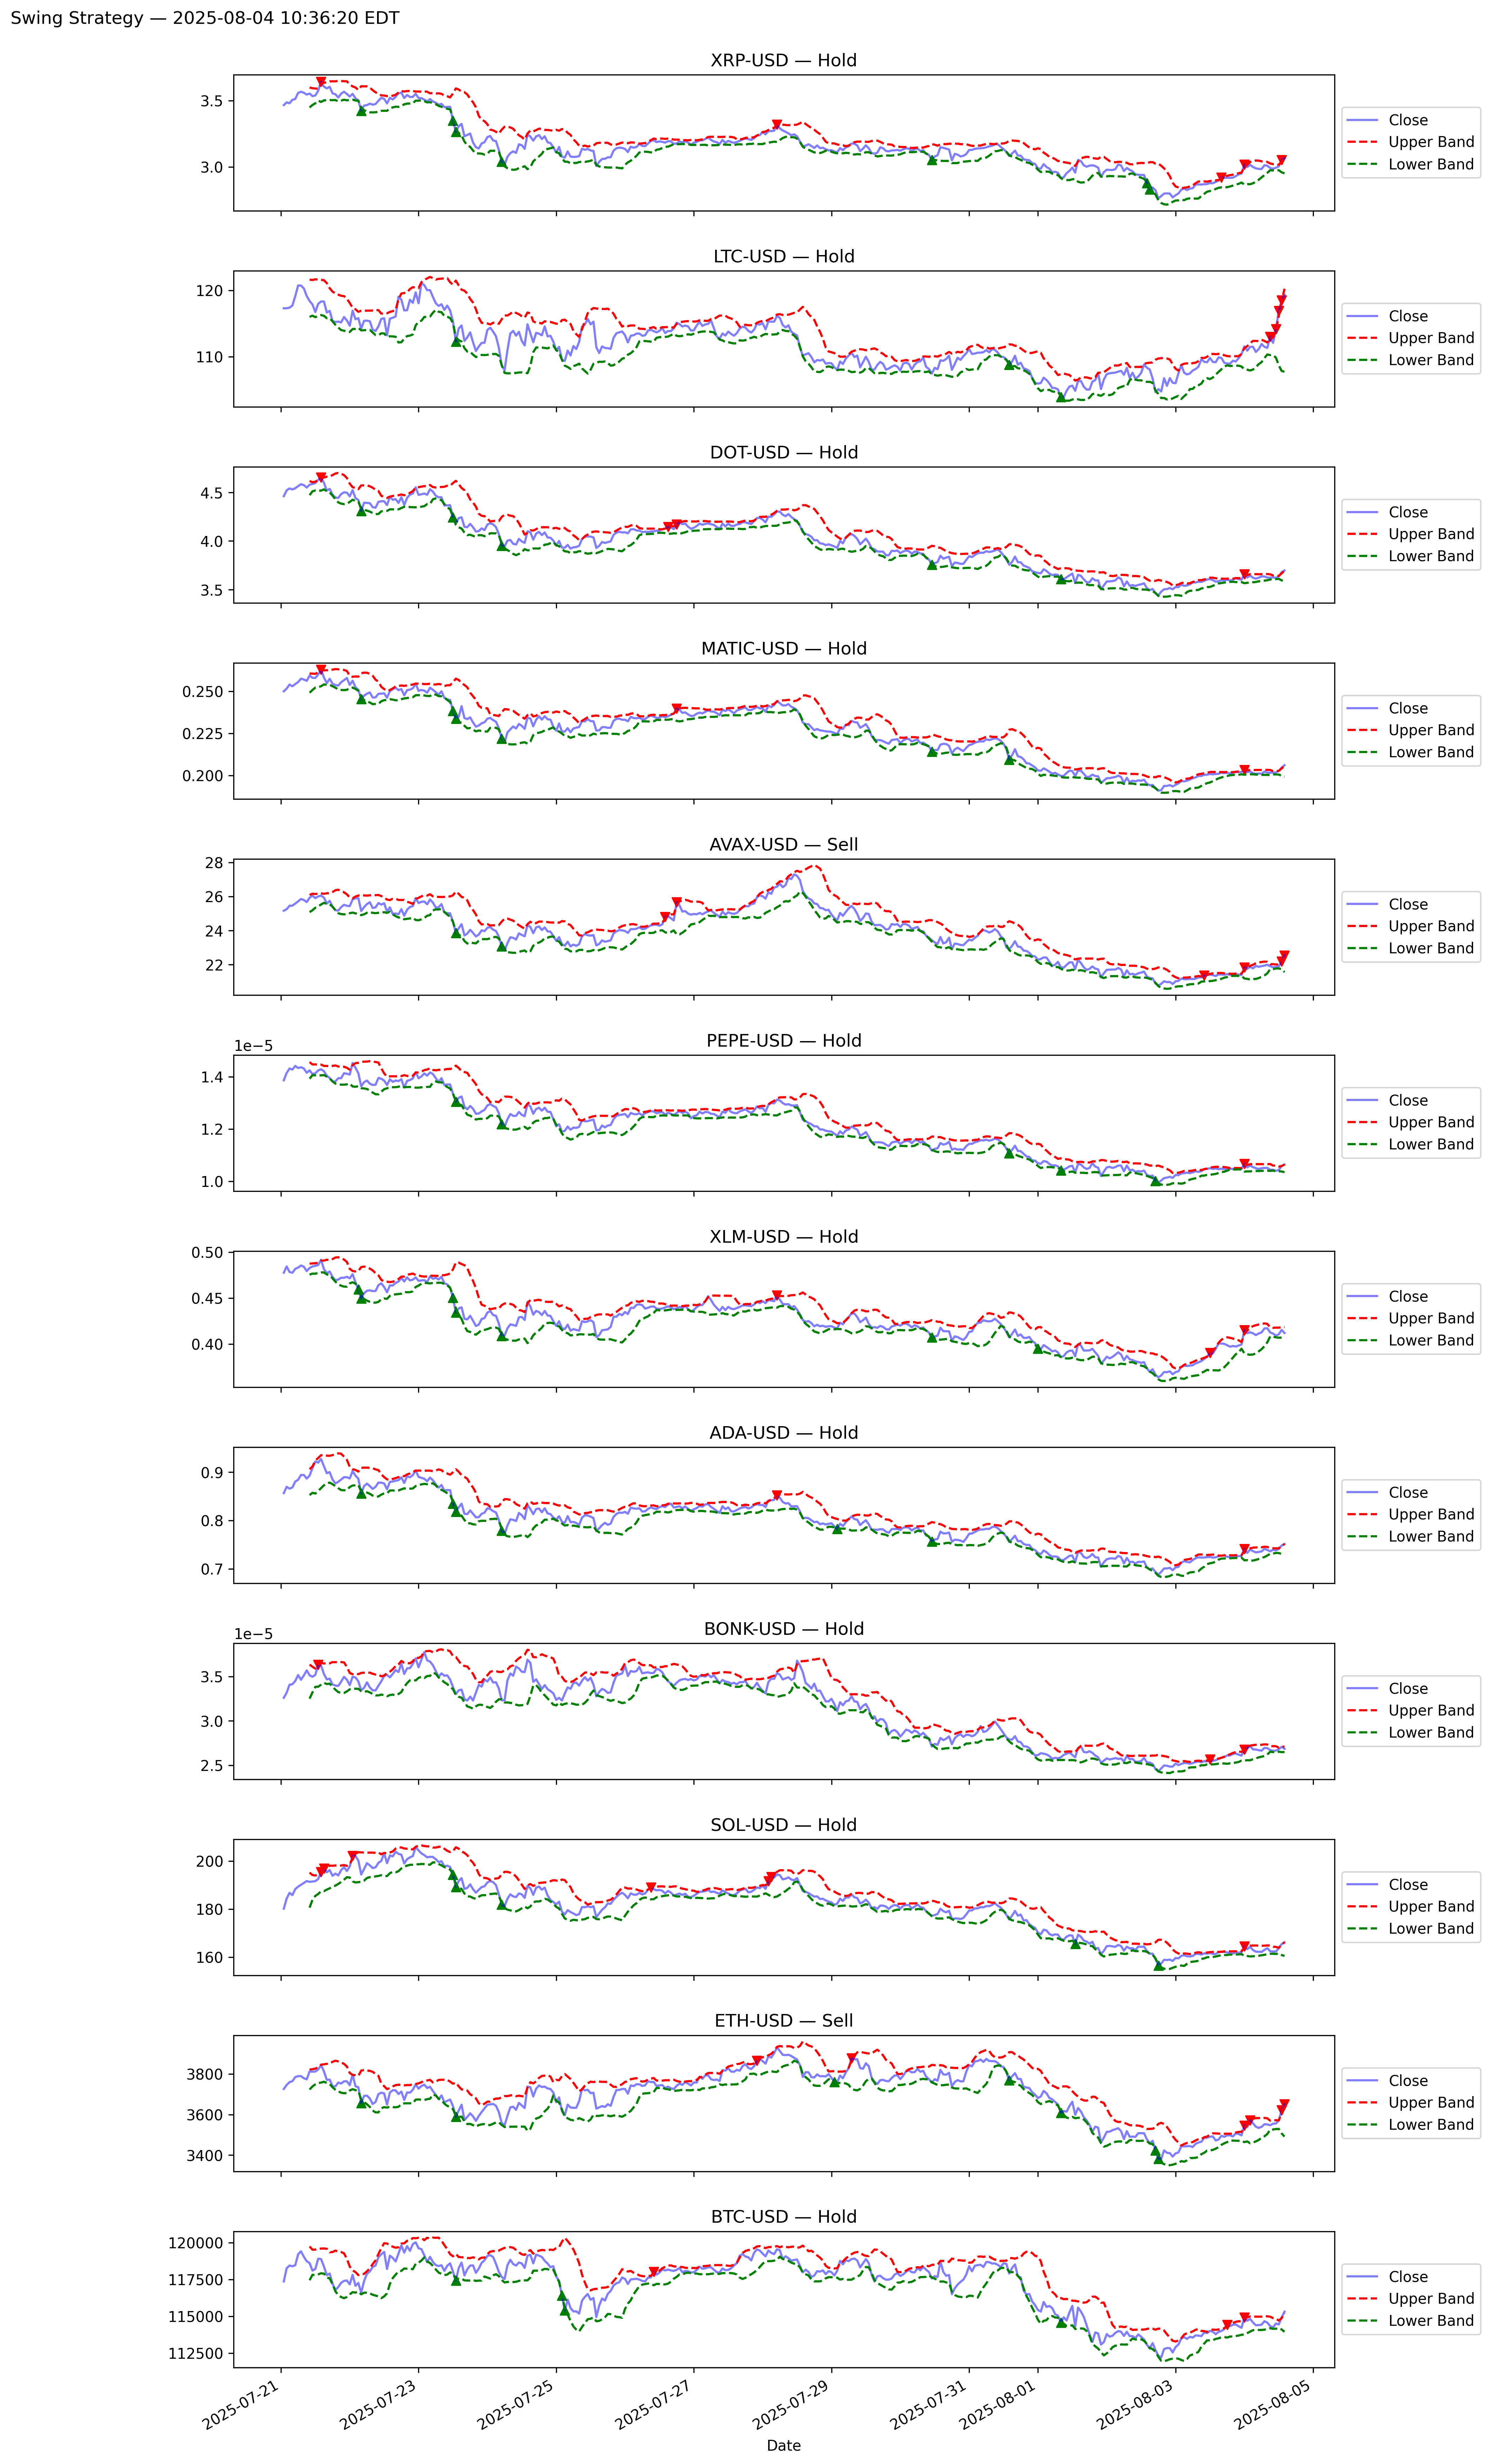 Swing Strategy — 2025-08-04 10:36:20 EDT
XRP-USD — Hold
3.5
3.0
Close
Upper Band
Lower Band
LTC-USD — Hold
120
110
Close
Upper Band
Lower Band
DOT-USD — Hold
4.5
4.0
3.5
Close
Upper Band
Lower Band
MATIC-USD — Hold
0.250
0.225
0.200
Close
Upper Band
Lower Band
AVAX-USD — Sell
28
26
24
22
Close
Upper Band
Lower Band
PEPE-USD — Hold
1e−5
1.4
1.2
1.0
Close
Upper Band
Lower Band
XLM-USD — Hold
0.50
0.45
0.40
Close
Upper Band
Lower Band
ADA-USD — Hold
0.9
0.8
0.7
Close
Upper Band
Lower Band
BONK-USD — Hold
1e−5
3.5
3.0
2.5
Close
Upper Band
Lower Band
SOL-USD — Hold
200
180
160
Close
Upper Band
Lower Band
ETH-USD — Sell
3800
3600
3400
Close
Upper Band
Lower Band
BTC-USD — Hold
120000
117500
115000
112500
Close
Upper Band
Lower Band
2025-07-21
2025-07-23
2025-07-25
2025-07-27
2025-07-29
2025-07-31
2025-08-01
2025-08-03
2025-08-05
Date